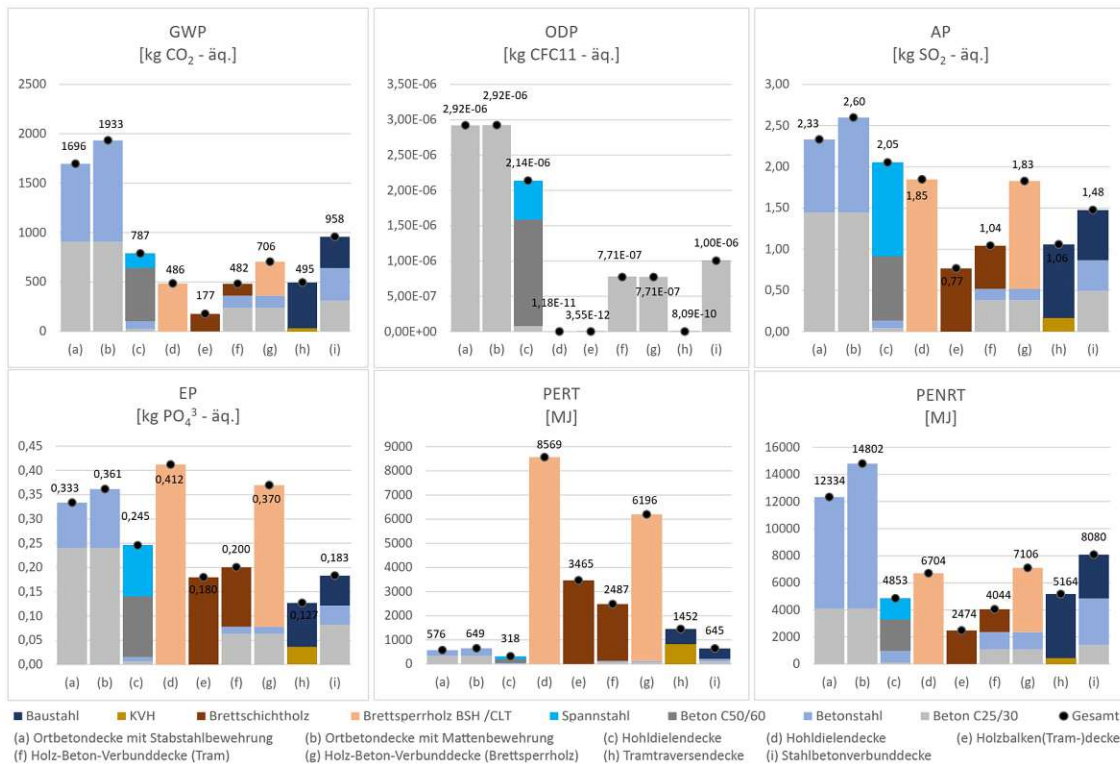 GWP
[kg CO2 - äq.]
2500
2000
1500
1000
500
0
1696
1933
787
486
177
482
706
495
958
(a) (b) (c) (d) (e) (f) (g) (h) (i)
ODP
[kg CFC11 - äq.]
3,50E-06
3,00E-06
2,50E-06
2,00E-06
1,50E-06
1,00E-06
5,00E-07
0,00E+00
2,92E-06
2,92E-06
2,14E-06
1,18E-11
3,55E-12
7,71E-07
7,71E-07
8,09E-10
1,00E-06
(a) (b) (c) (d) (e) (f) (g) (h) (i)
AP
[kg SO2 - äq.]
3,00
2,50
2,00
1,50
1,00
0,50
0,00
2,33
2,60
2,05
1,85
0,77
1,04
1,83
1,06
1,48
(a) (b) (c) (d) (e) (f) (g) (h) (i)
EP
[kg PO4³ - äq.]
0,45
0,40
0,35
0,30
0,25
0,20
0,15
0,10
0,05
0,00
0,333
0,361
0,245
0,412
0,180
0,200
0,370
0,127
0,183
(a) (b) (c) (d) (e) (f) (g) (h) (i)
PERT
[MJ]
9000
8000
7000
6000
5000
4000
3000
2000
1000
0
576
649
318
8569
3465
2487
6196
1452
645
(a) (b) (c) (d) (e) (f) (g) (h) (i)
PENRT
[MJ]
16000
14000
12000
10000
8000
6000
4000
2000
0
12334
14802
4853
6704
2474
4044
7106
5164
8080
(a) (b) (c) (d) (e) (f) (g) (h) (i)
Baustahl KVH Brettschichtholz Brettsperrholz BSH /CLT Spannstahl Beton C50/60 Betonstahl Beton C25/30 Gesamt
(a) Ortbetondecke mit Stabstahlbewehrung (b) Ortbetondecke mit Mattenbewehrung (c) Hohldielendecke (d) Hohldielendecke (e) Holzbalken(Tram-)decke
(f) Holz-Beton-Verbunddecke (Tram) (g) Holz-Beton-Verbunddecke (Brettsperrholz) (h) Tramtraversendecke (i) Stahlbetonverbunddecke